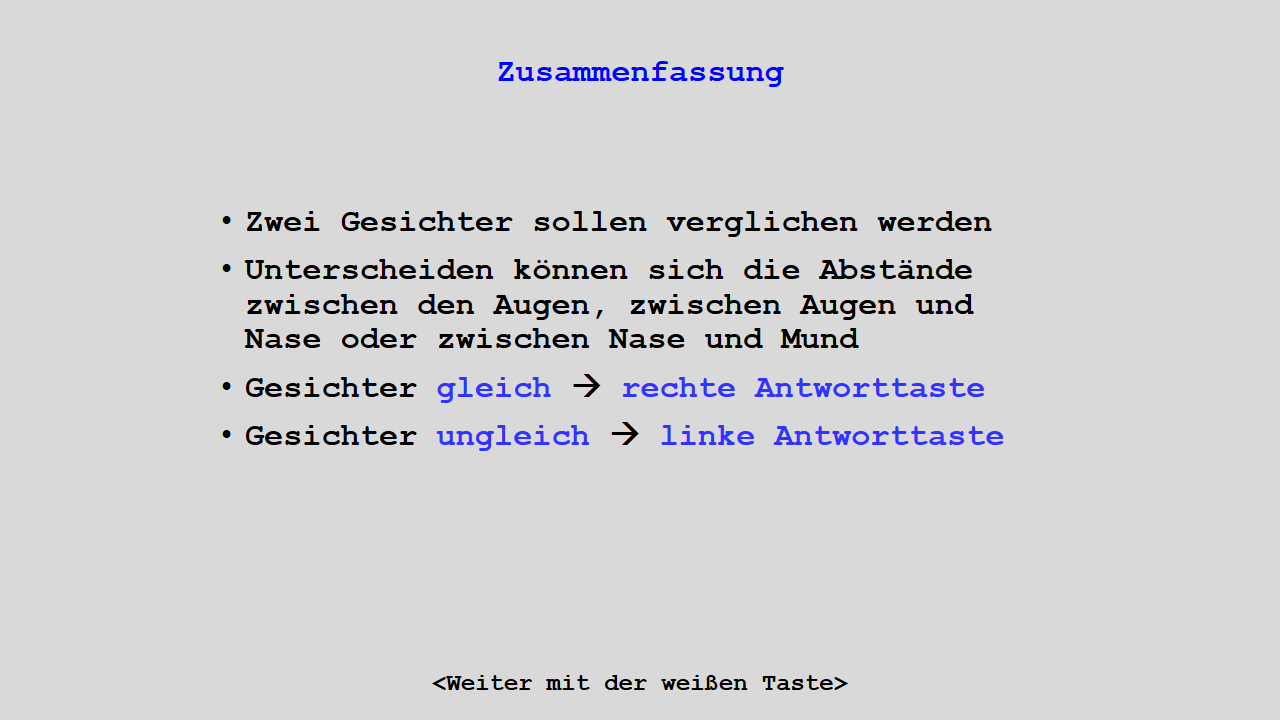 Zusammenfassung
• Zwei Gesichter sollen verglichen werden
• Unterscheiden können sich die Abstände
zwischen den Augen, zwischen Augen und
Nase oder zwischen Nase und Mund
• Gesichter gleich → rechte Antworttaste
• Gesichter ungleich → linke Antworttaste
<Weiter mit der weißen Taste>